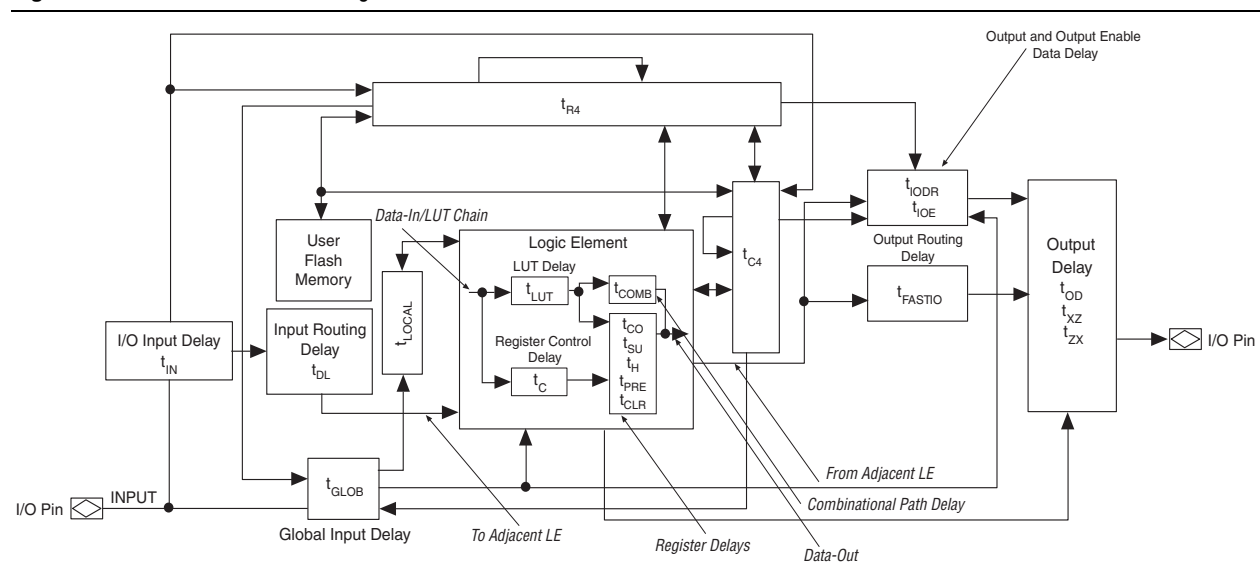 Output and Output Enable
Data Delay
tR4
tIODR
tIOE
Data-In/LUT Chain
User
Flash
Memory
Logic Element
tC4
Output Routing
Delay
Output
Delay
tOD
tXZ
tZX
LUT Delay
tLUT
tCOMB
tFASTIO
tLOCAL
I/O Input Delay
tIN
Input Routing
Delay
tDL
Register Control
Delay
tC
tCO
tSU
tH
tPRE
tCLR
I/O Pin
From Adjacent LE
tGLOB
INPUT
I/O Pin
Combinational Path Delay
Global Input Delay
To Adjacent LE
Register Delays
Data-Out